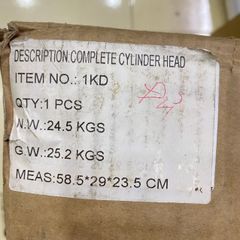 DESCRIPTION:COMPLETE CYLINDER HEAD
ITEM NO.: 1KD
QTY:1 PCS
N.W.:24.5 KGS
G.W.:25.2 KGS
MEAS:58.5*29*23.5 CM